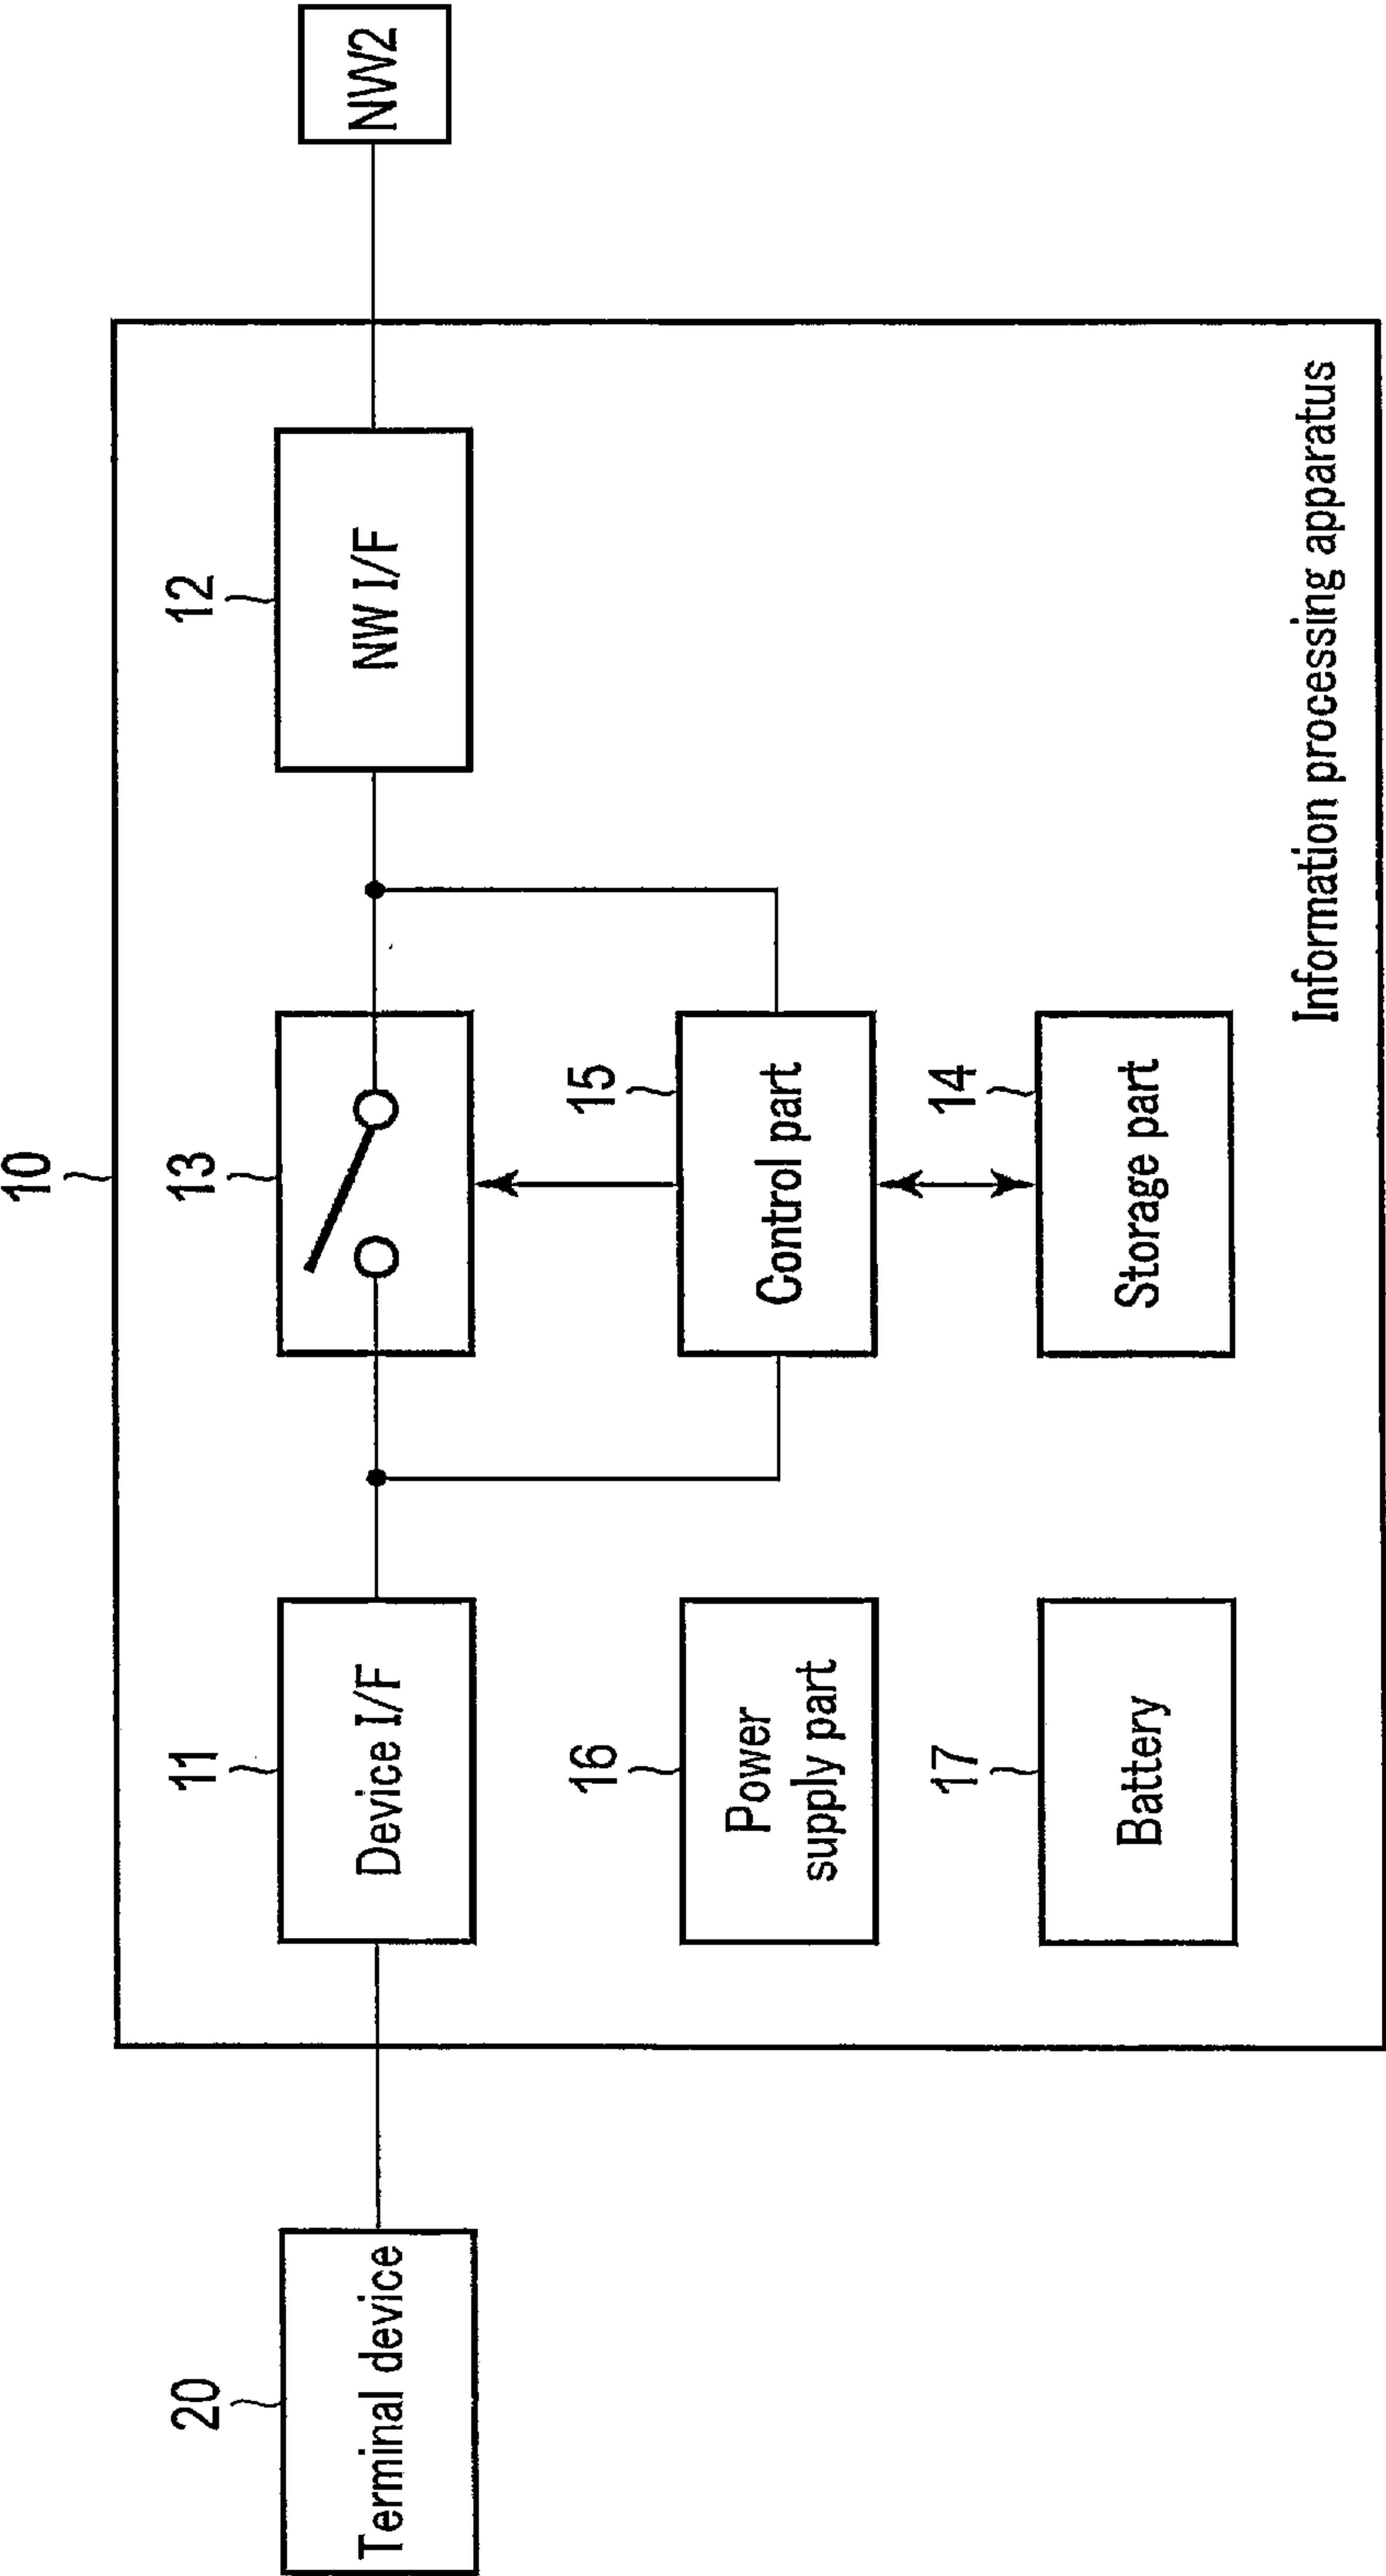 10
20
Terminal device
11
Device I/F
13
12
NW I/F
NW2
16
Power
supply part
15
Control part
17
Battery
14
Storage part
Information processing apparatus